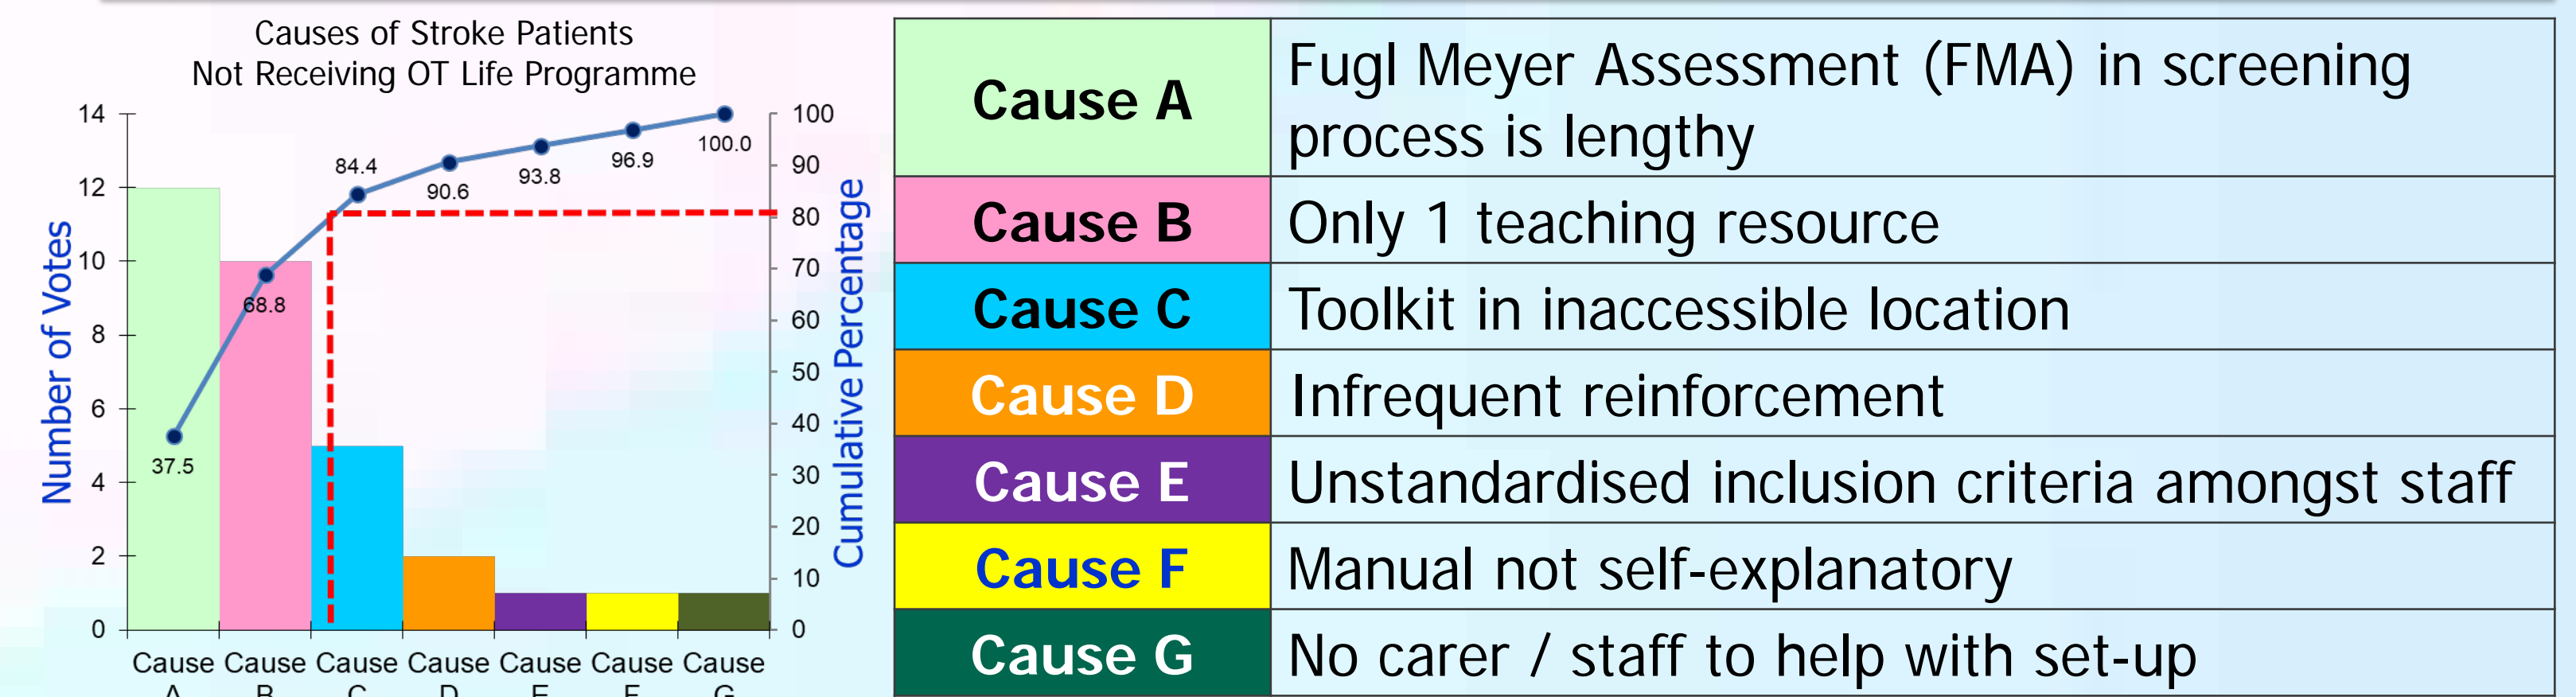 Causes of Stroke Patients
Not Receiving OT Life Programme
Number of Votes
14
12
10
8
6
4
2
0
37.5
68.8
84.4
90.6
93.8
96.9
100.0
100
90
80
70
60
50
40
30
20
10
0
Cumulative Percentage
Cause Cause Cause Cause Cause Cause Cause
A B C D E F G
Cause A
Fugl Meyer Assessment (FMA) in screening
process is lengthy
Cause B
Only 1 teaching resource
Cause C
Toolkit in inaccessible location
Cause D
Infrequent reinforcement
Cause E
Unstandardised inclusion criteria amongst staff
Cause F
Manual not self-explanatory
Cause G
No carer / staff to help with set-up